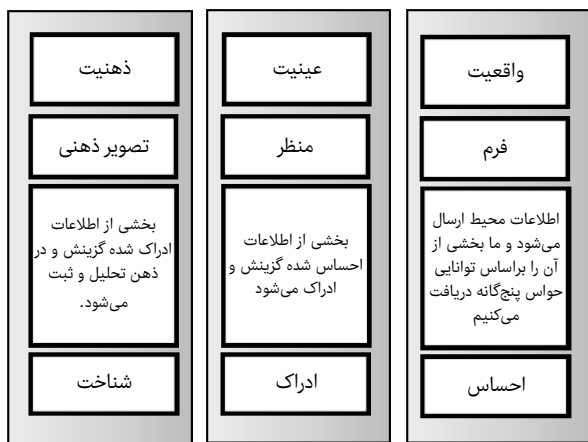 واقعیت
فرم
اطلاعات محیط ارسال
می‌شود و ما بخشی از
آن را براساس توانایی
حواس پنج‌گانه دریافت
می‌کنیم
احساس
عینیت
منظر
بخشی از اطلاعات
احساس شده گزینش و
ادراک می‌شود
ادراک
ذهنیت
تصویر ذهنی
بخشی از اطلاعات
ادراک شده گزینش و در
ذهن تحلیل و ثبت
می‌شود.
شناخت